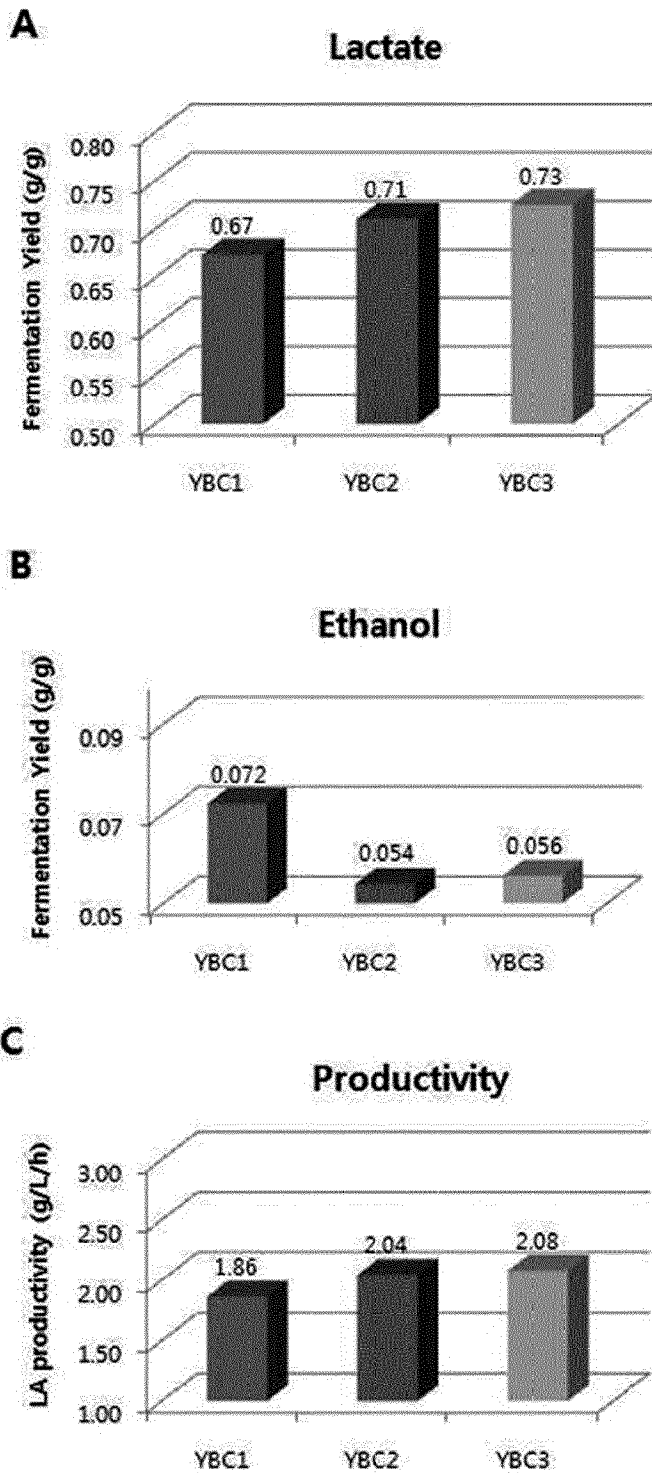 A
Lactate
Fermentation Yield (g/g)
0.80
0.75
0.70
0.65
0.60
0.55
0.50
0.67
0.71
0.73
YBC1 YBC2 YBC3
B
Ethanol
Fermentation Yield (g/g)
0.09
0.07
0.05
0.072
0.054
0.056
YBC1 YBC2 YBC3
C
Productivity
LA productivity (g/L/h)
3.00
2.50
2.00
1.50
1.00
1.86
2.04
2.08
YBC1 YBC2 YBC3